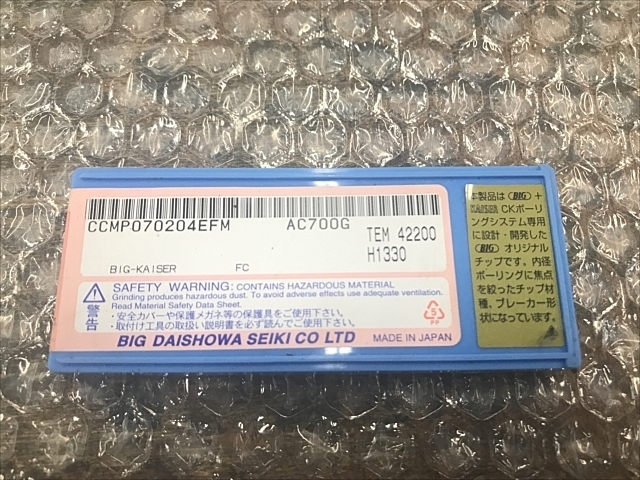 CCMP070204EFM AC700G
TEM 42200
H1330
BIG-KAISER FC
警告
SAFETY WARNING: CONTAINS HAZARDOUS MATERIAL
Grinding produces hazardous dust. To avoid adverse effects use adequate ventilation.
Read Material Safety Data Sheet.
・安全カバーや保護メガネ等の保護具をご使用下さい。
・取付け工具の取扱い説明書を必ず読んでご使用下さい。
5
PP
BIG DAISHOWA SEIKI CO LTD MADE IN JAPAN
本製品は BIG +
KAISER CKボーリ
ングシステム専用
に設計・開発した
BIG オリジナル
チップです。内径
ボーリングに焦点
を絞ったチップ材
種、ブレーカー形
状になっています。